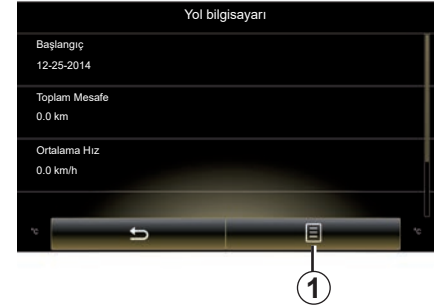 Yol bilgisayarı
Başlangıç
12-25-2014
Toplam Mesafe
0.0 km
Ortalama Hız
0.0 km/h
°C
°C
1